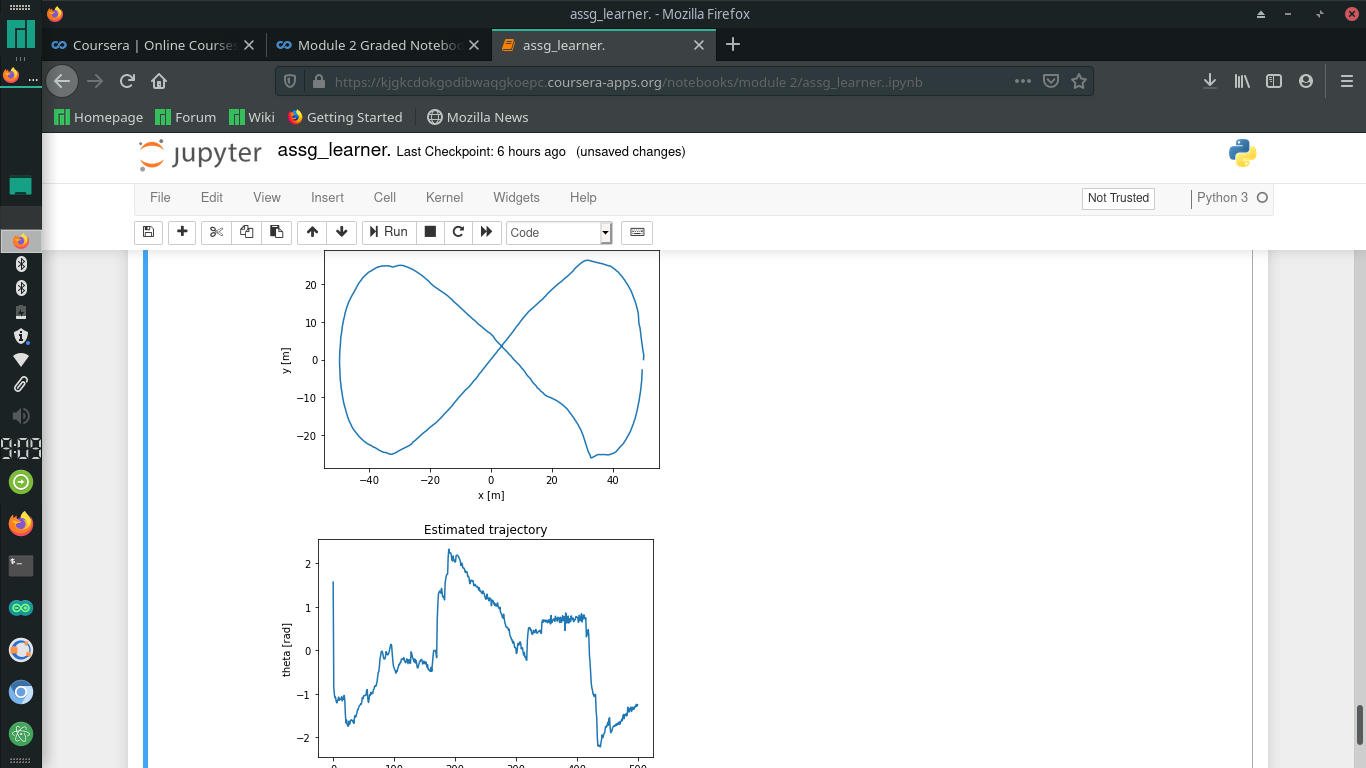 assg_learner. - Mozilla Firefox
Coursera | Online Courses
Module 2 Graded Notebo
assg_learner.
...
https://kjgkcdokgodibwaqgkoepc.coursera-apps.org/notebooks/module 2/assg_learner..ipynb
Homepage
Forum
Wiki
Getting Started
Mozilla News
jupyter
assg_learner. Last Checkpoint: 6 hours ago (unsaved changes)
File
Edit
View
Insert
Cell
Kernel
Widgets
Help
Not Trusted
Python 3
Run
Code
20
10
0
−10
−20
y [m]
−40
−20
0
20
40
x [m]
9:09
Estimated trajectory
2
1
0
−1
−2
theta [rad]
0
100
200
300
400
500